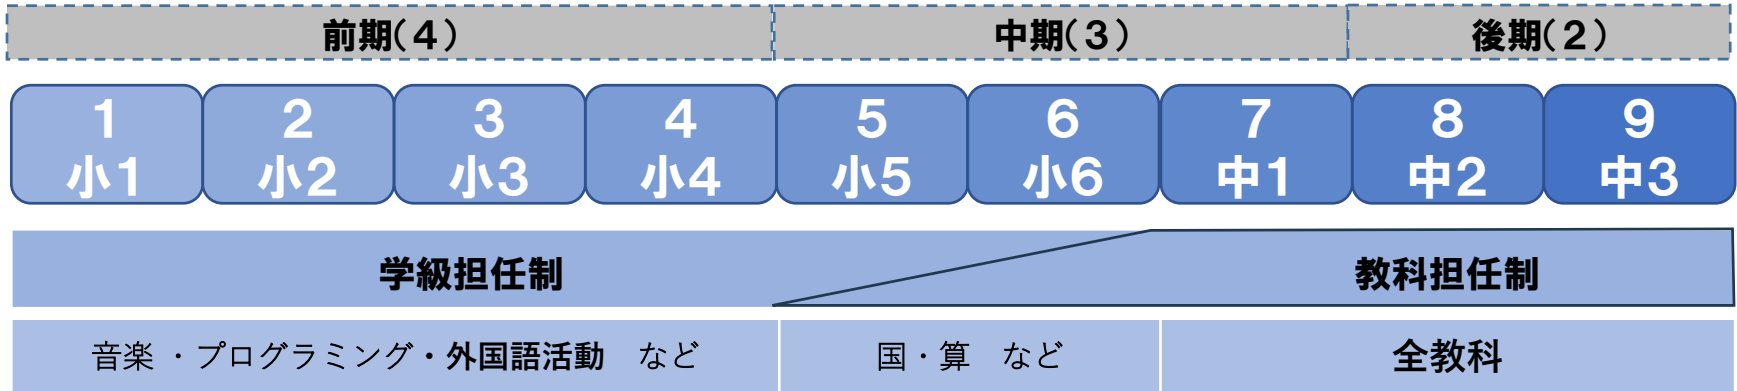 前期(4) 中期(3) 後期(2)
1 2 3 4 5 6 7 8 9
小1 小2 小3 小4 小5 小6 中1 中2 中3
学級担任制 教科担任制
音楽・プログラミング・外国語活動　など 国・算　など 全教科